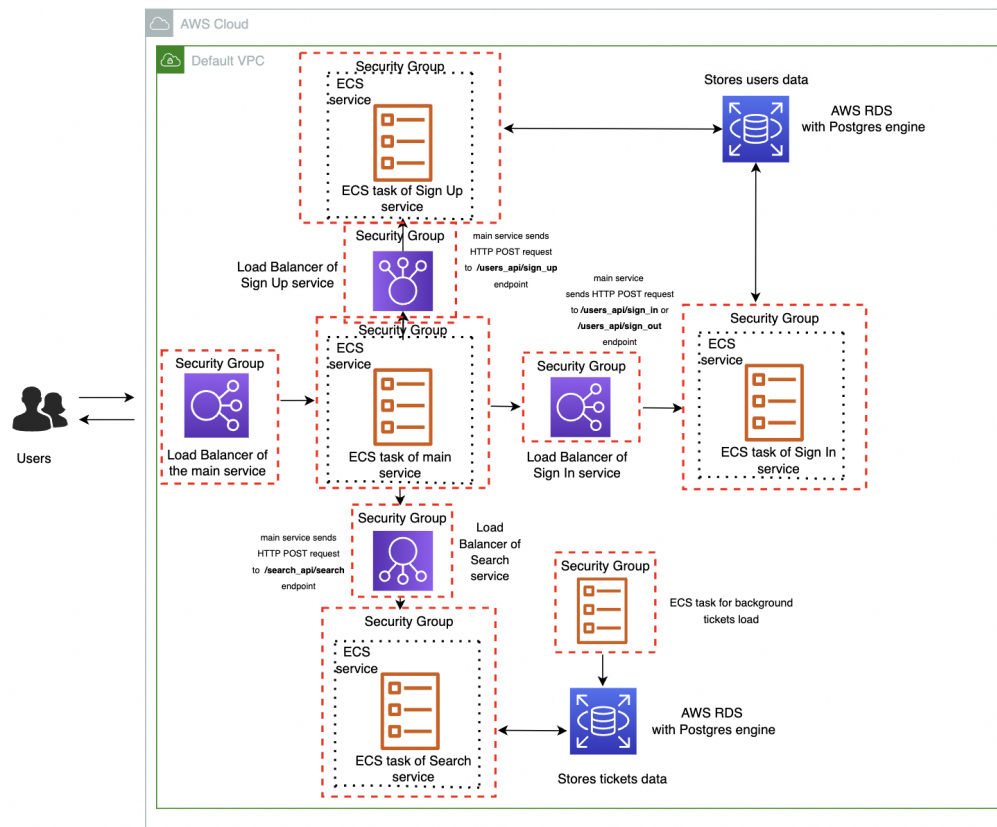 AWS Cloud
Default VPC
Security Group
ECS
service
ECS task of Sign Up
service
Stores users data
AWS RDS
with Postgres engine
Security Group
Load Balancer of
Sign Up service
main service sends
HTTP POST request
to /users_api/sign_up
endpoint
main service
sends HTTP POST request
to /users_api/sign_in or
/users_api/sign_out
endpoint
Users
Security Group
Load Balancer of
the main service
Security Group
ECS
service
ECS task of main
service
Security Group
Load Balancer of
Sign In service
Security Group
ECS
service
ECS task of Sign In
service
main service sends
HTTP POST request
to /search_api/search
endpoint
Security Group
Load
Balancer of
Search
service
Security Group
ECS
service
ECS task of Search
service
Security Group
ECS task for background
tickets load
AWS RDS
with Postgres engine
Stores tickets data